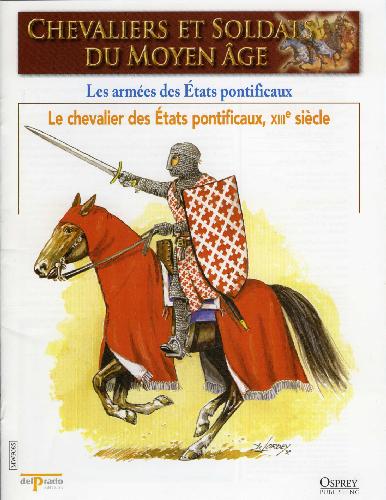 CHEVALIERS ET SOLDATS
DU MOYEN ÂGE
Les armées des États pontificaux
Le chevalier des États pontificaux, XIIIe siècle
delPrado
OSPREY
PUBLISHING